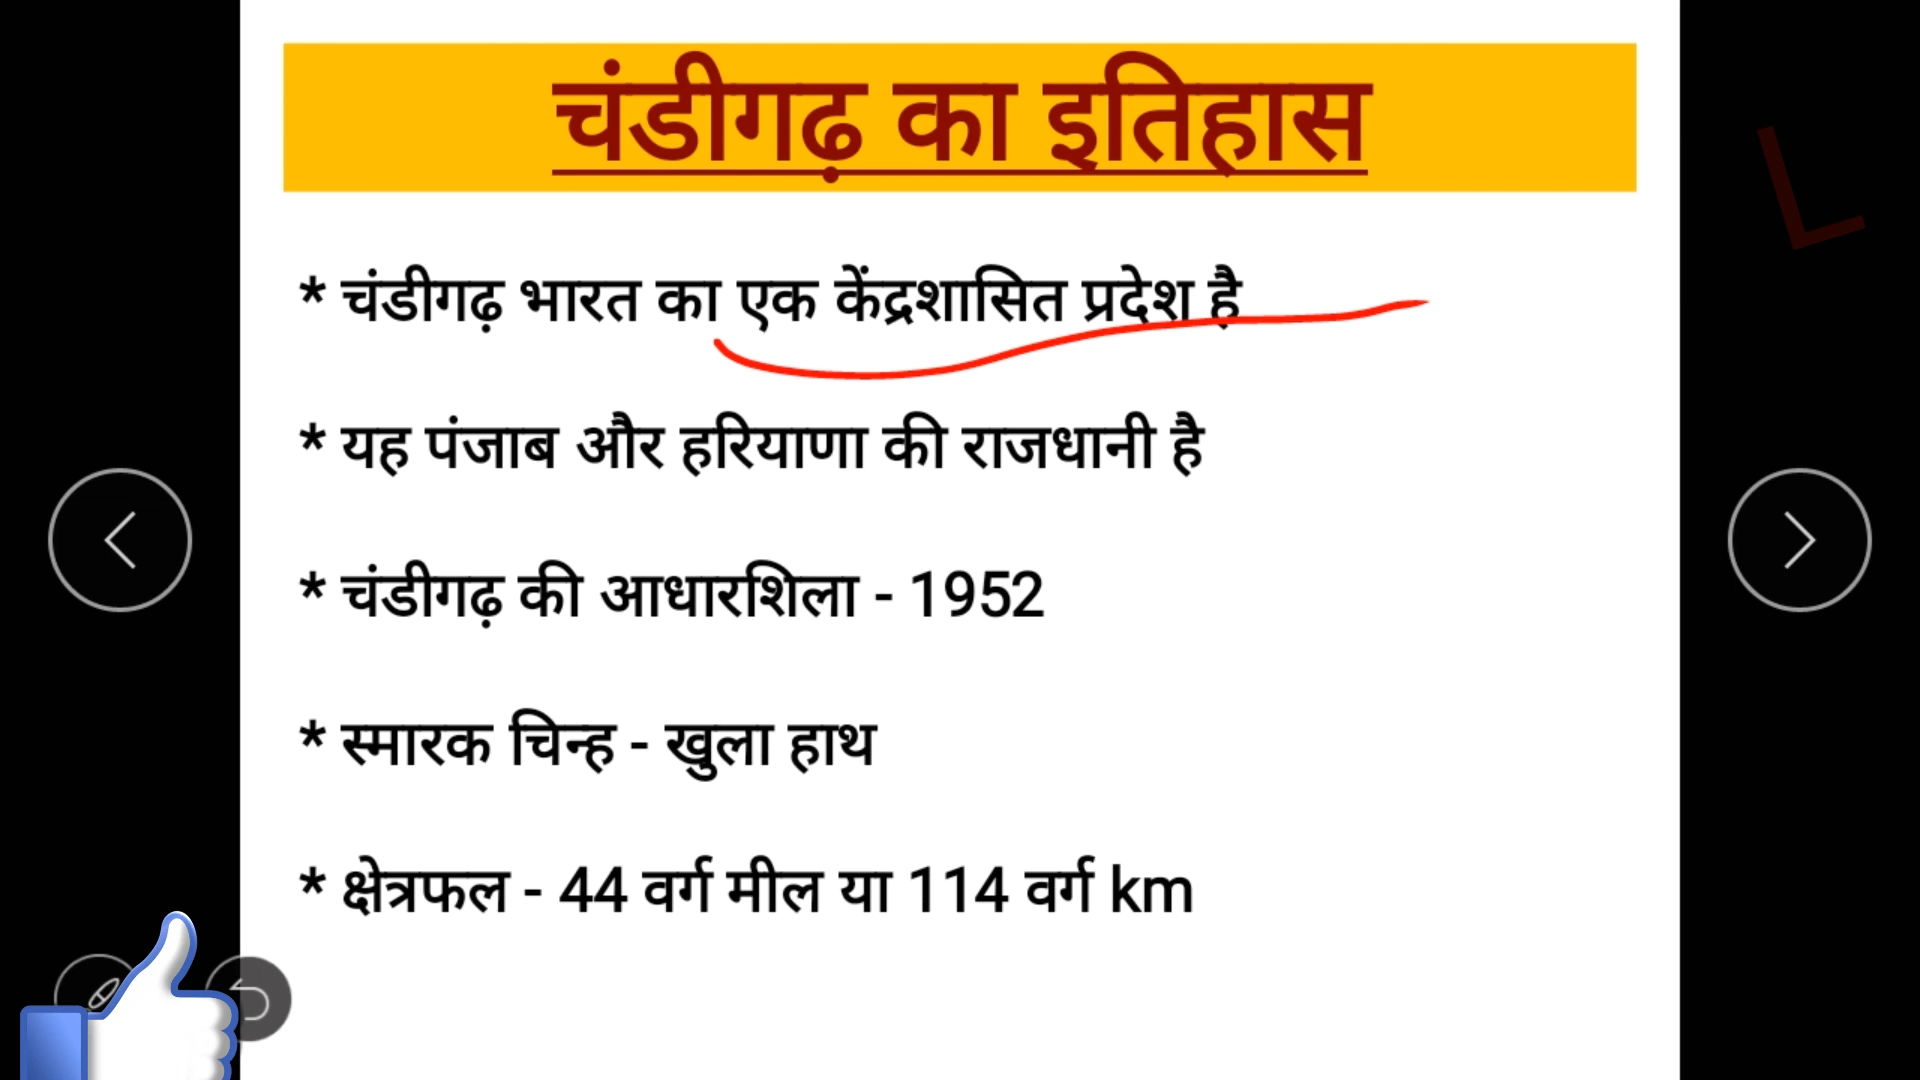 चंडीगढ़ का इतिहास
* चंडीगढ़ भारत का एक केंद्रशासित प्रदेश है
* यह पंजाब और हरियाणा की राजधानी है
* चंडीगढ़ की आधारशिला - 1952
* स्मारक चिन्ह - खुला हाथ
* क्षेत्रफल - 44 वर्ग मील या 114 वर्ग km